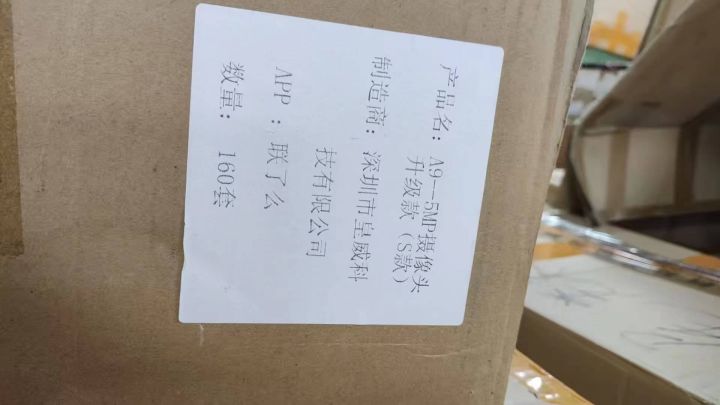 产品名：A9--5MP摄像头
升级款（S款）
制造商：深圳市皇威科
技有限公司
APP：联了么
数量：160套